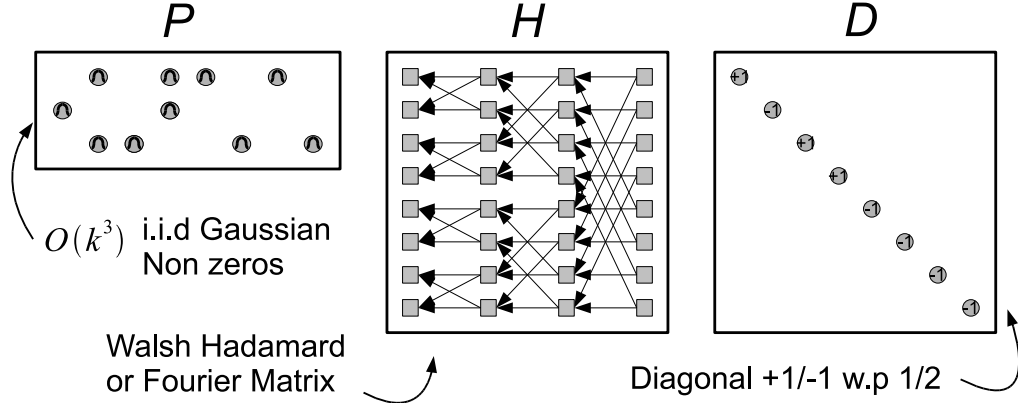 P H D
+1
-1
+1
+1
-1
-1
-1
-1
O(k³) i.i.d Gaussian
Non zeros
Walsh Hadamard
or Fourier Matrix
Diagonal +1/-1 w.p 1/2